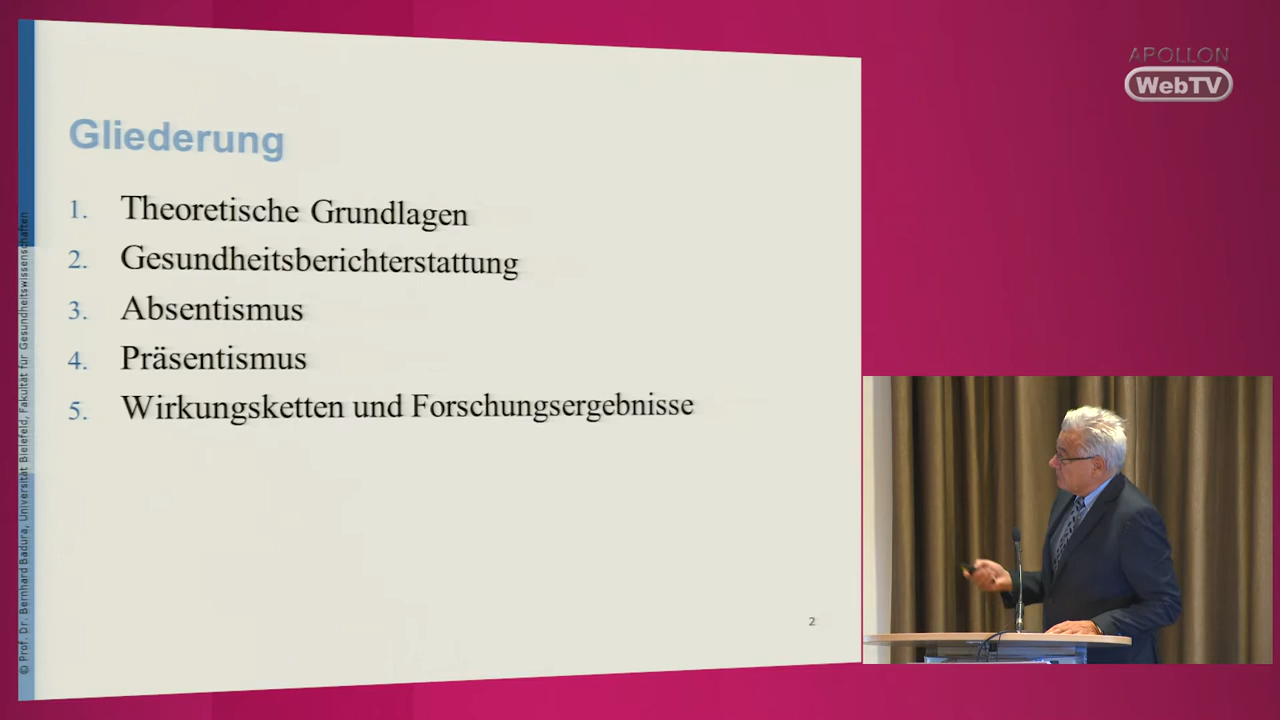 APOLLON
WebTV
Gliederung
1. Theoretische Grundlagen
2. Gesundheitsberichterstattung
3. Absentismus
4. Präsentismus
5. Wirkungsketten und Forschungsergebnisse
2
© Prof. Dr. Bernhard Badura, Universität Bielefeld, Fakultät für Gesundheitswissenschaften